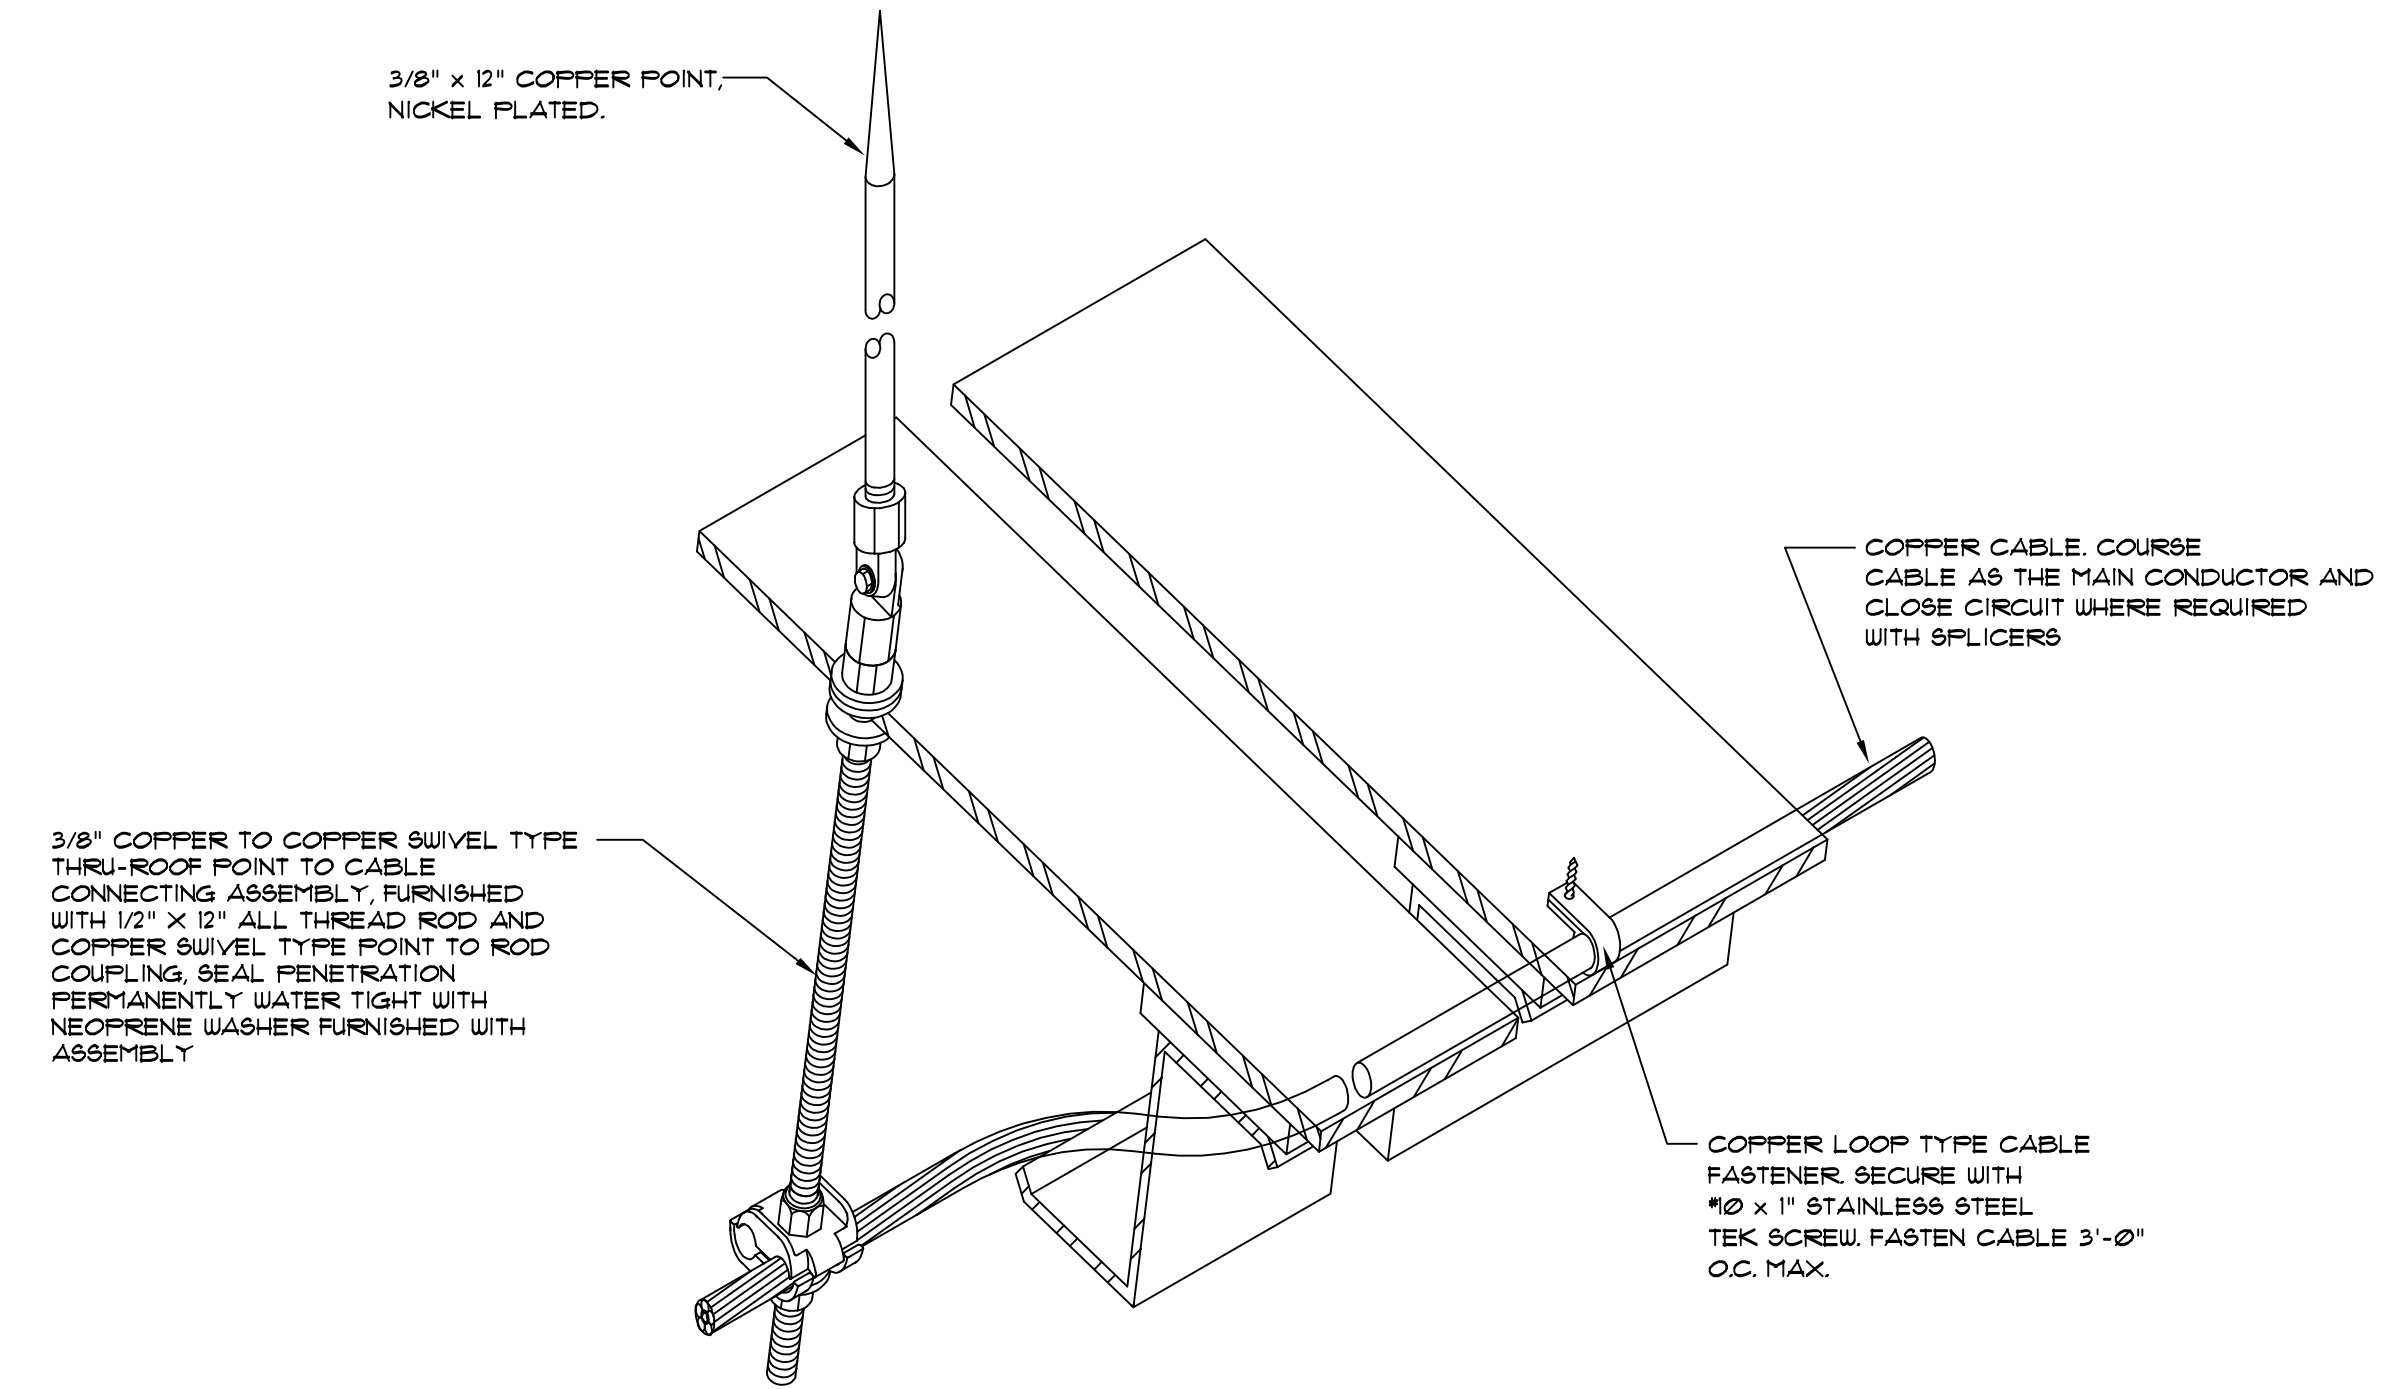 3/8" x 12" COPPER POINT,
NICKEL PLATED.
COPPER CABLE. COURSE
CABLE AS THE MAIN CONDUCTOR AND
CLOSE CIRCUIT WHERE REQUIRED
WITH SPLICERS
3/8" COPPER TO COPPER SWIVEL TYPE
THRU-ROOF POINT TO CABLE
CONNECTING ASSEMBLY, FURNISHED
WITH 1/2" X 12" ALL THREAD ROD AND
COPPER SWIVEL TYPE POINT TO ROD
COUPLING, SEAL PENETRATION
PERMANENTLY WATER TIGHT WITH
NEOPRENE WASHER FURNISHED WITH
ASSEMBLY
COPPER LOOP TYPE CABLE
FASTENER. SECURE WITH
#10 x 1" STAINLESS STEEL
TEK SCREW. FASTEN CABLE 3'-0"
O.C. MAX.